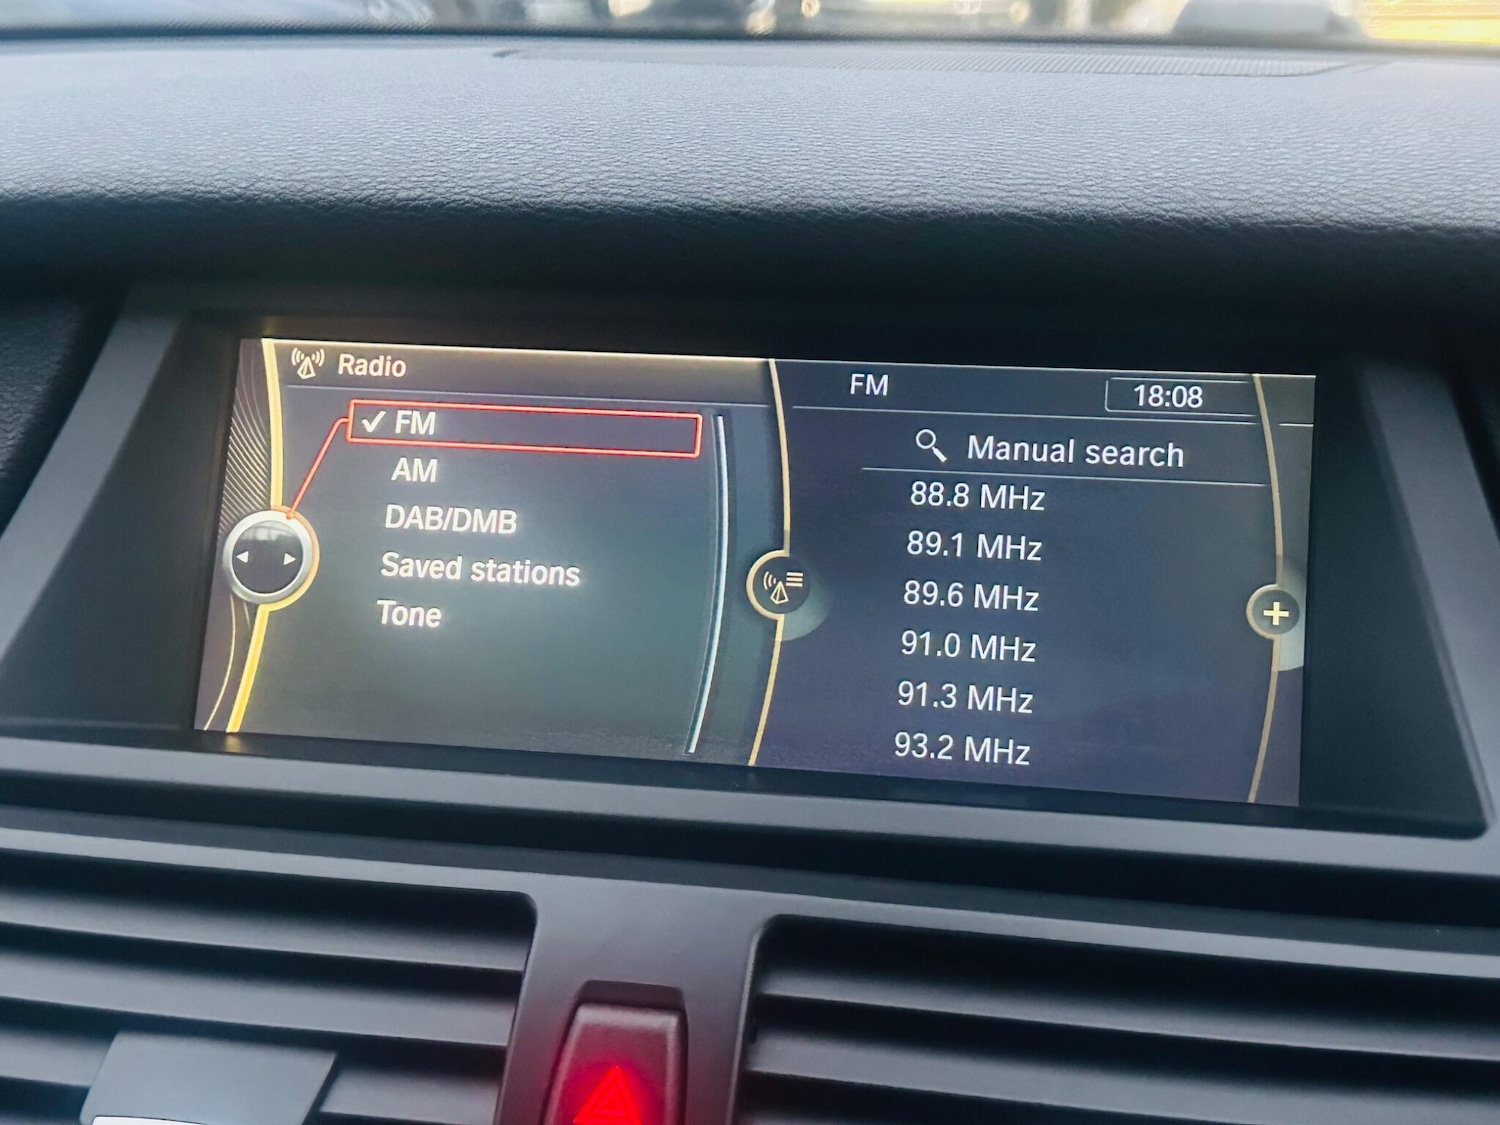 Radio
FM
AM
DAB/DMB
Saved stations
Tone
FM
18:08
Manual search
88.8 MHz
89.1 MHz
89.6 MHz
91.0 MHz
91.3 MHz
93.2 MHz